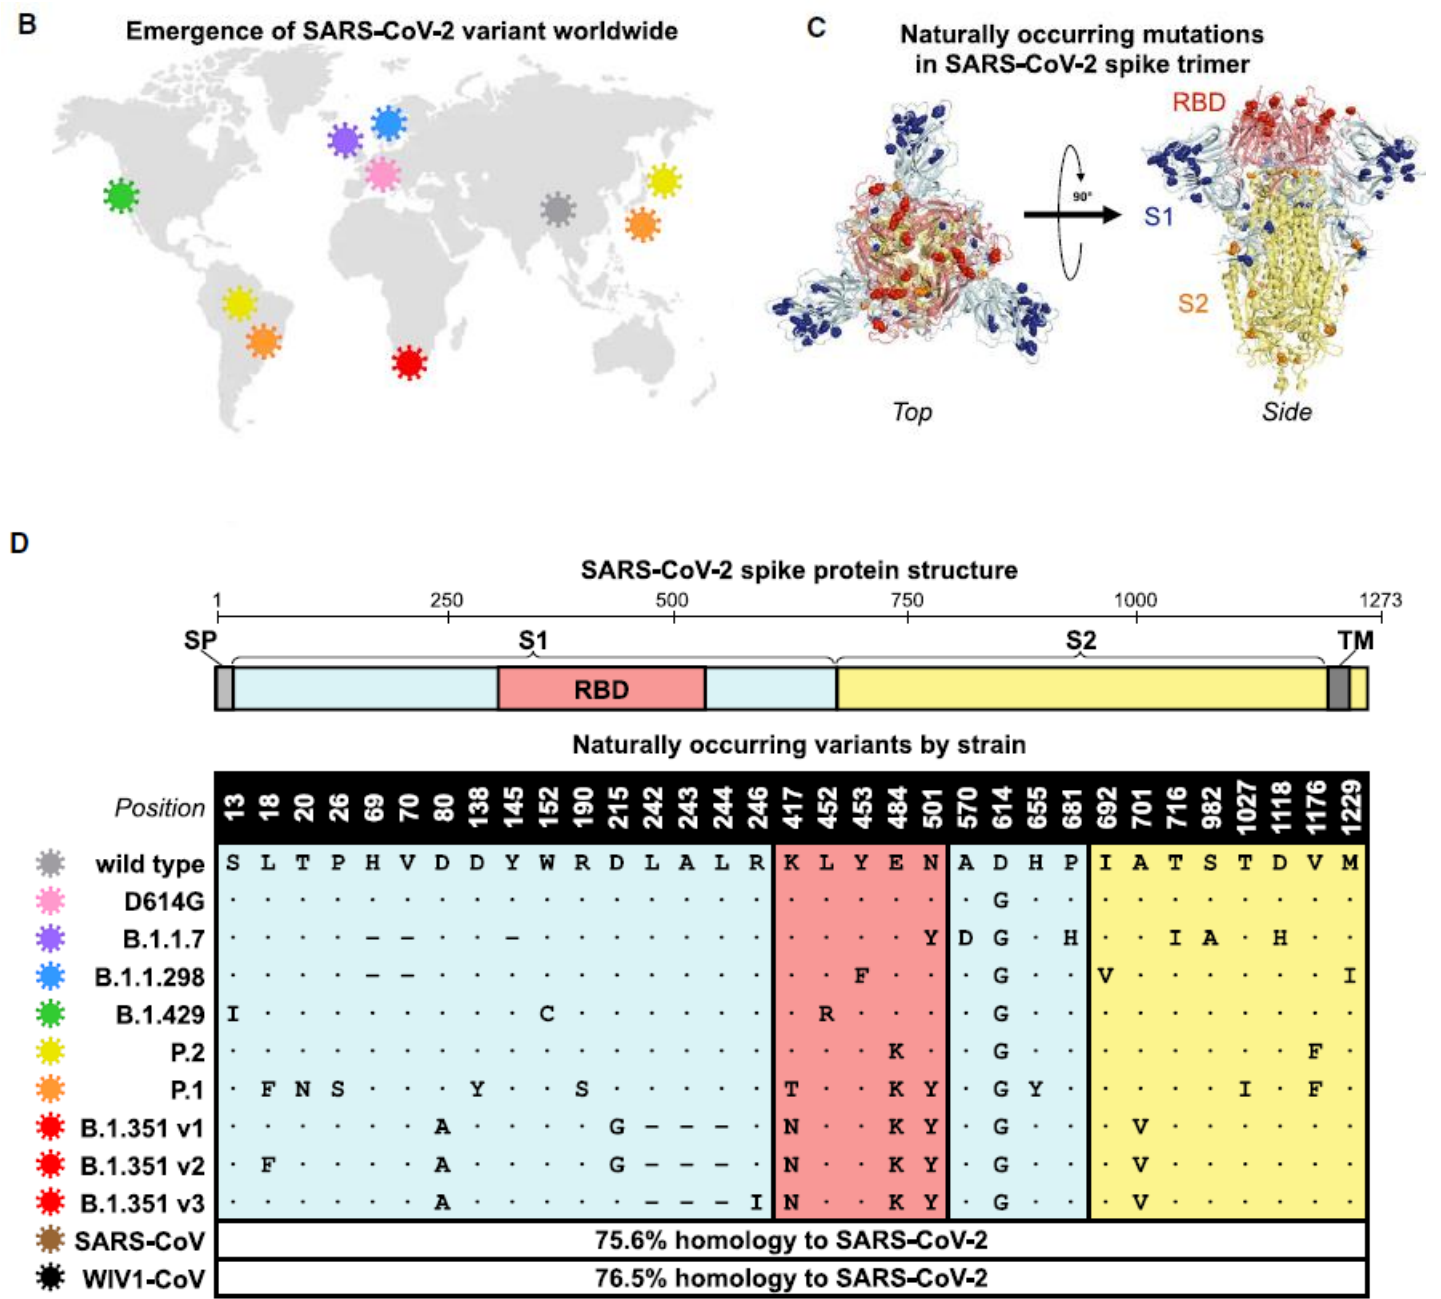 B
Emergence of SARS-CoV-2 variant worldwide
C
Naturally occurring mutations
in SARS-CoV-2 spike trimer
RBD
90°
S1
S2
Top
Side
D
SARS-CoV-2 spike protein structure
1 250 500 750 1000 1273
SP S1 S2 TM
RBD
Naturally occurring variants by strain
Position 13 18 20 26 69 70 80 138 145 152 190 215 242 243 244 246 417 452 453 484 501 570 614 655 681 692 701 716 982 1027 1118 1176 1229
wild type S L T P H V D D Y W R D L A L R K L Y E N A D H P I A T S T D V M
D614G · · · · · · · · · · · · · · · · · · · · · · G · · · · · · · · · ·
B.1.1.7 · · · · – – · · – · · · · · · · · · · · Y D G · H · · I A · H · ·
B.1.1.298 · · · · – – · · · · · · · · · · · · F · · · G · · V · · · · · · I
B.1.429 I · · · · · · · · C · · · · · · · R · · · · G · · · · · · · · · ·
P.2 · · · · · · · · · · · · · · · · · · · K · · G · · · · · · · · F ·
P.1 · F N S · · · Y · · S · · · · · T · · K Y · G Y · · · · · I · F ·
B.1.351 v1 · · · · · · A · · · · G – – – · N · · K Y · G · · · V · · · · · ·
B.1.351 v2 · F · · · · A · · · · G – – – · N · · K Y · G · · · V · · · · · ·
B.1.351 v3 · · · · · · A · · · · · – – – I N · · K Y · G · · · V · · · · · ·
SARS-CoV 75.6% homology to SARS-CoV-2
WIV1-CoV 76.5% homology to SARS-CoV-2